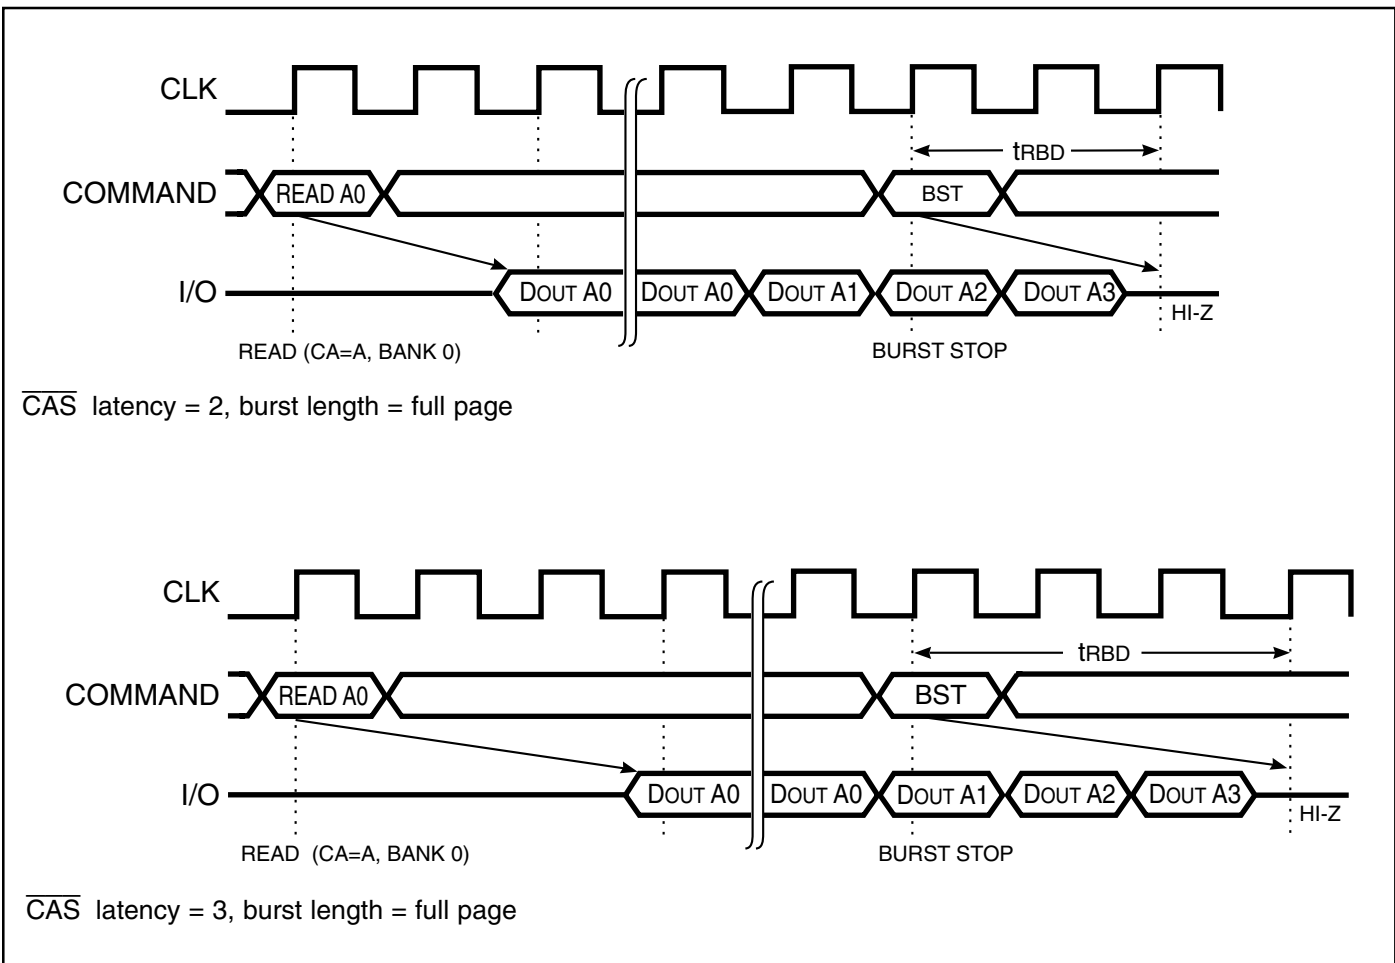 CLK
tRBD
COMMAND READ A0 BST
I/O DOUT A0 DOUT A0 DOUT A1 DOUT A2 DOUT A3 HI-Z
READ (CA=A, BANK 0) BURST STOP
CAS latency = 2, burst length = full page
CLK
tRBD
COMMAND READ A0 BST
I/O DOUT A0 DOUT A0 DOUT A1 DOUT A2 DOUT A3 HI-Z
READ (CA=A, BANK 0) BURST STOP
CAS latency = 3, burst length = full page